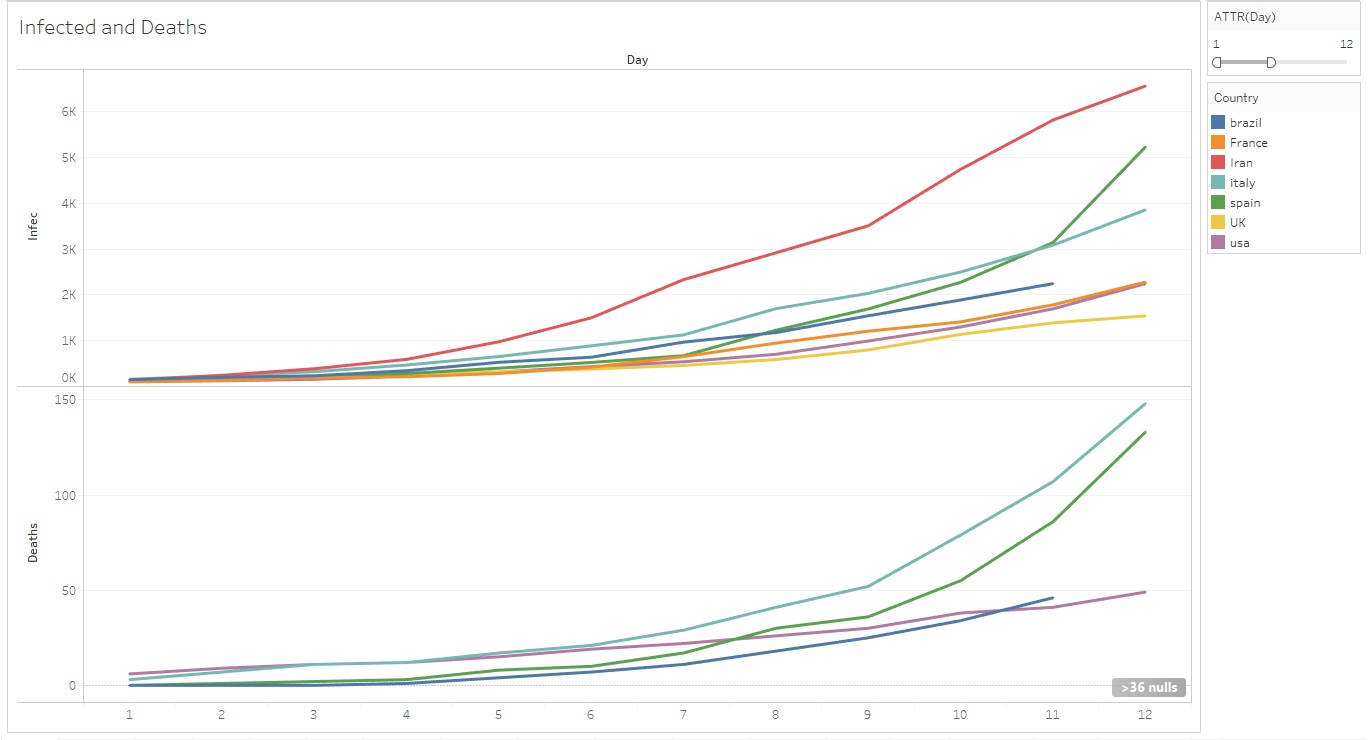 Infected and Deaths
Day
Infec
6K
5K
4K
3K
2K
1K
0K
Deaths
150
100
50
0
>36 nulls
1 2 3 4 5 6 7 8 9 10 11 12
ATTR(Day)
1 12
Country
brazil
France
Iran
italy
spain
UK
usa